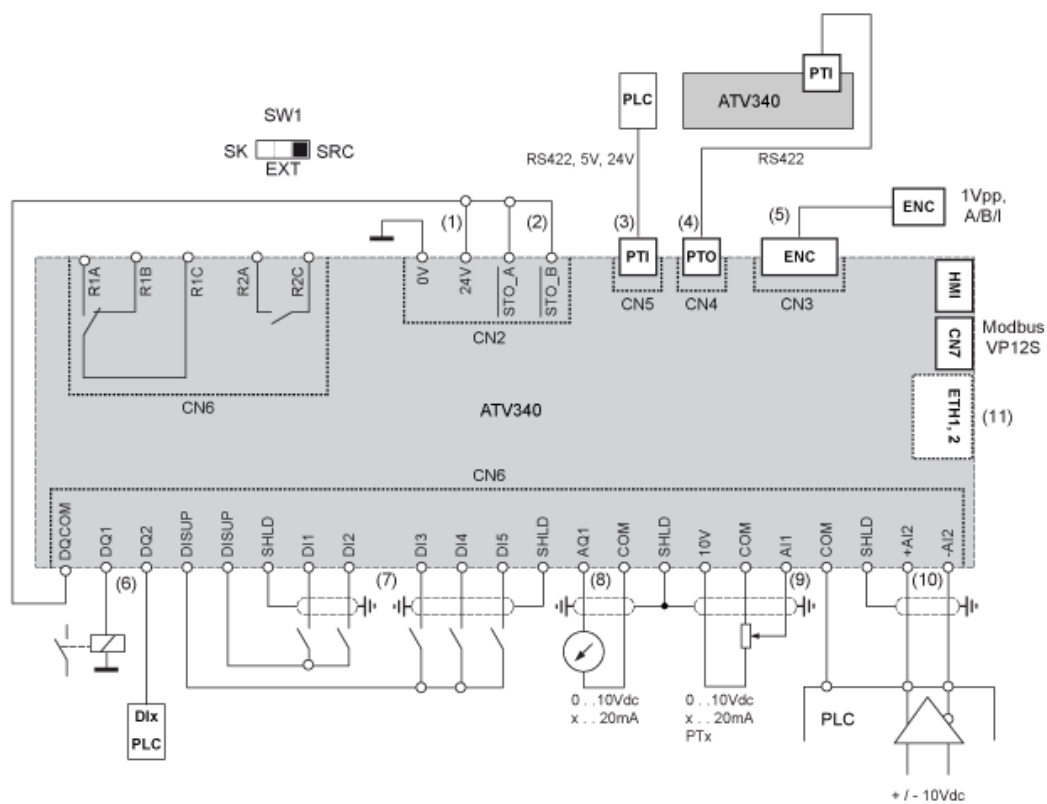 PTI
SW1
PLC
ATV340
SK SRC
EXT
RS422, 5V, 24V
RS422
1Vpp,
A/B/I
ENC
(1) (2) (3) (4) (5)
PTI PTO ENC
R1A R1B R1C R2A R2C
0V 24V STO_A STO_B
CN5 CN4 CN3
HMI
CN2
CN7
Modbus
VP12S
CN6
ATV340
ETH1, 2
(11)
CN6
DQCOM DQ1 DQ2 DISUP DISUP SHLD DI1 DI2 DI3 DI4 DI5 SHLD AQ1 COM SHLD 10V COM AI1 COM SHLD +AI2 -AI2
(6) (7) (8) (9) (10)
0 . . 10Vdc
x . . 20mA
0 . . 10Vdc
x . . 20mA
PTx
DIx
PLC
PLC
+ / - 10Vdc